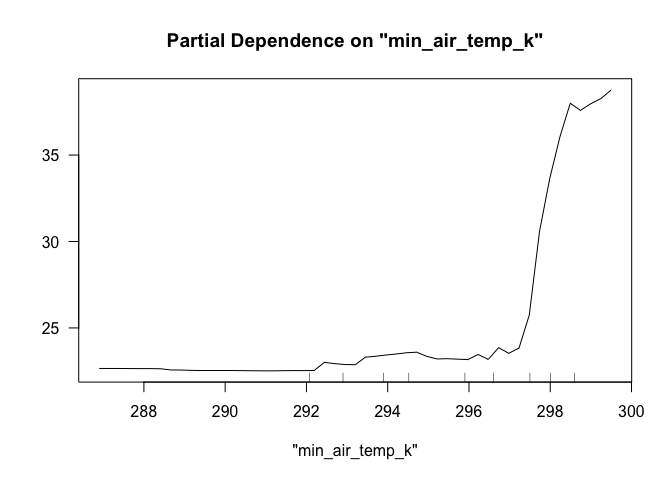 Partial Dependence on "min_air_temp_k"
35
30
25
288 290 292 294 296 298 300
"min_air_temp_k"